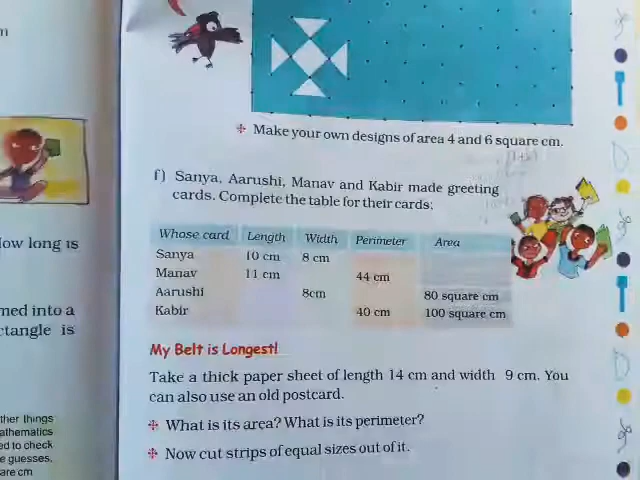 Make your own designs of area 4 and 6 square cm.
f) Sanya, Aarushi, Manav and Kabir made greeting
cards. Complete the table for their cards:
Whose card Length Width Perimeter Area
Sanya 10 cm 8 cm
Manav 11 cm 44 cm
Aarushi 8cm 80 square cm
Kabir 40 cm 100 square cm
My Belt is Longest!
Take a thick paper sheet of length 14 cm and width 9 cm. You
can also use an old postcard.
What is its area? What is its perimeter?
Now cut strips of equal sizes out of it.
long is
med into a
is
ther things
to check
guesses.
are cm